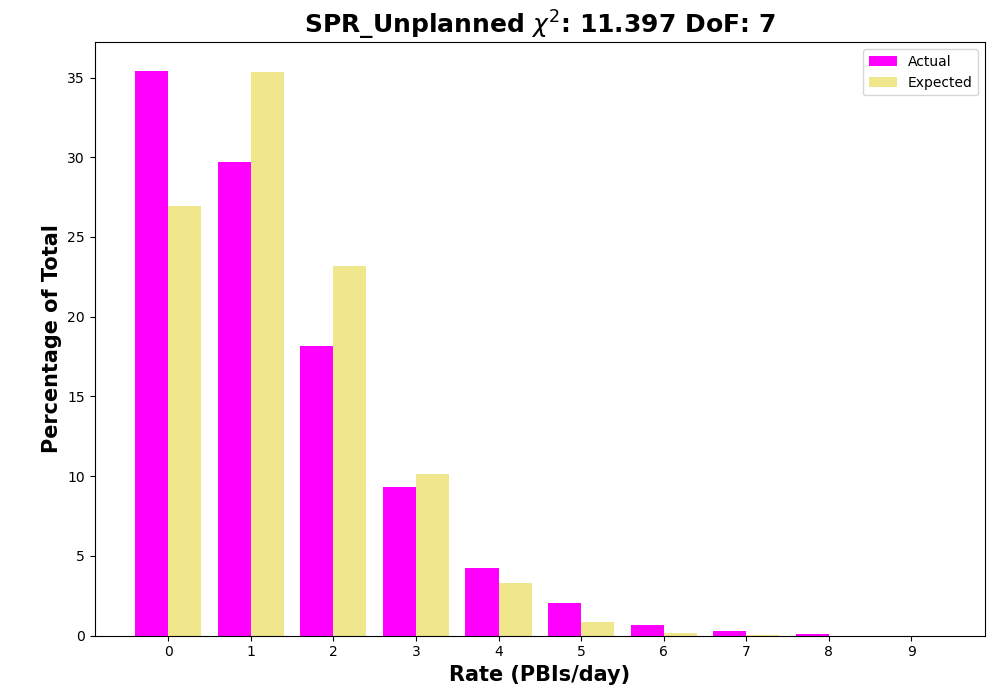 SPR_Unplanned χ²: 11.397 DoF: 7
Actual
Expected
Percentage of Total
35
30
25
20
15
10
5
0
0 1 2 3 4 5 6 7 8 9
Rate (PBIs/day)